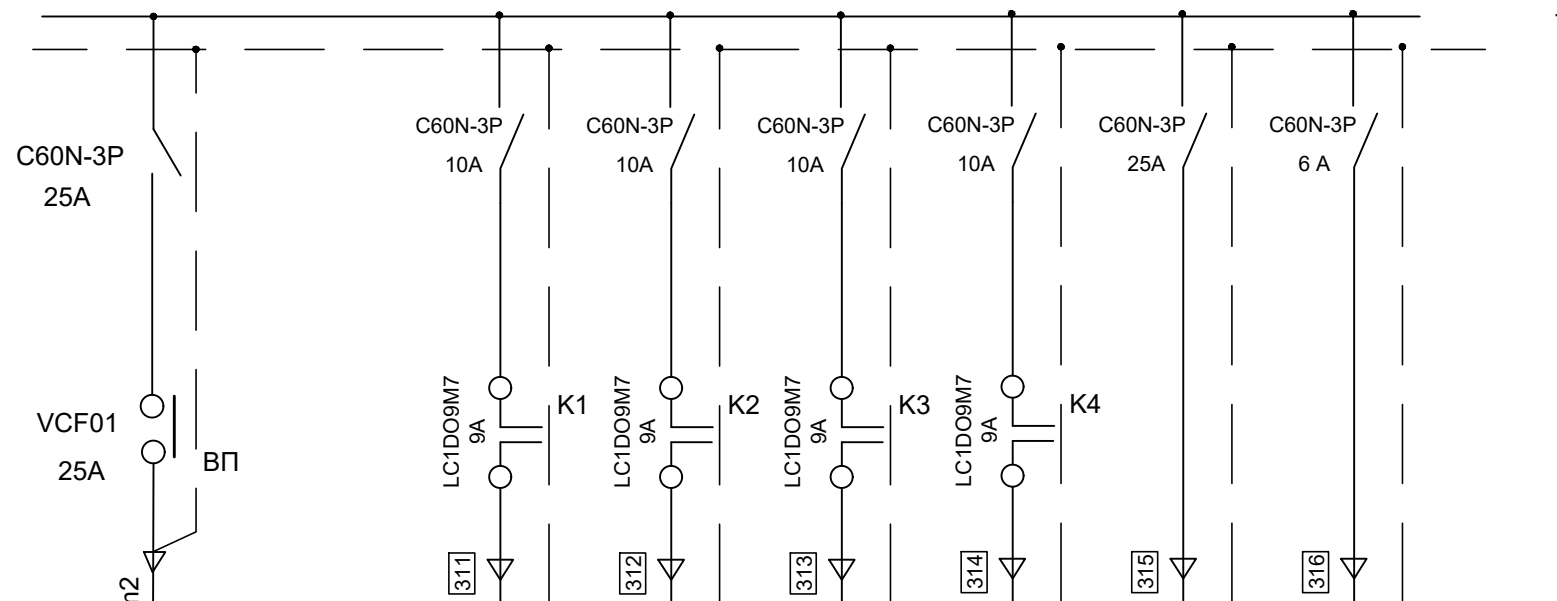 C60N-3P
25A
VCF01
25A
ВП
C60N-3P
10A
LC1DO9M7
9A
K1
311
C60N-3P
10A
LC1DO9M7
9A
K2
312
C60N-3P
10A
LC1DO9M7
9A
K3
313
C60N-3P
10A
LC1DO9M7
9A
K4
314
C60N-3P
25A
315
C60N-3P
6 A
316